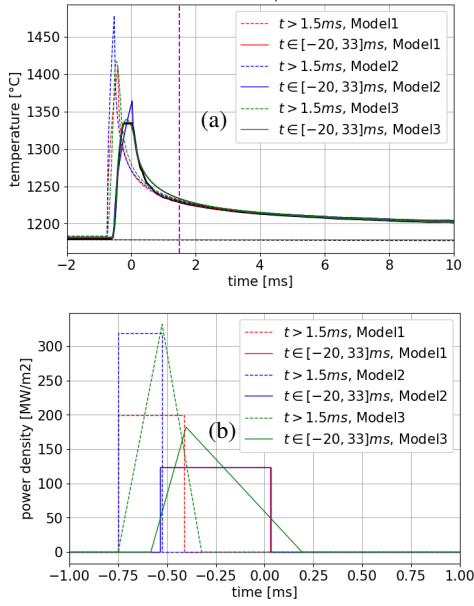 1450
1400
1350
1300
1250
1200
temperature [°C]
t > 1.5ms, Model1
t ∈ [−20, 33]ms, Model1
t > 1.5ms, Model2
t ∈ [−20, 33]ms, Model2
t > 1.5ms, Model3
t ∈ [−20, 33]ms, Model3
(a)
−2 0 2 4 6 8 10
time [ms]
300
250
200
150
100
50
0
power density [MW/m2]
t > 1.5ms, Model1
t ∈ [−20, 33]ms, Model1
t > 1.5ms, Model2
t ∈ [−20, 33]ms, Model2
t > 1.5ms, Model3
t ∈ [−20, 33]ms, Model3
(b)
−1.00 −0.75 −0.50 −0.25 0.00 0.25 0.50 0.75 1.00
time [ms]